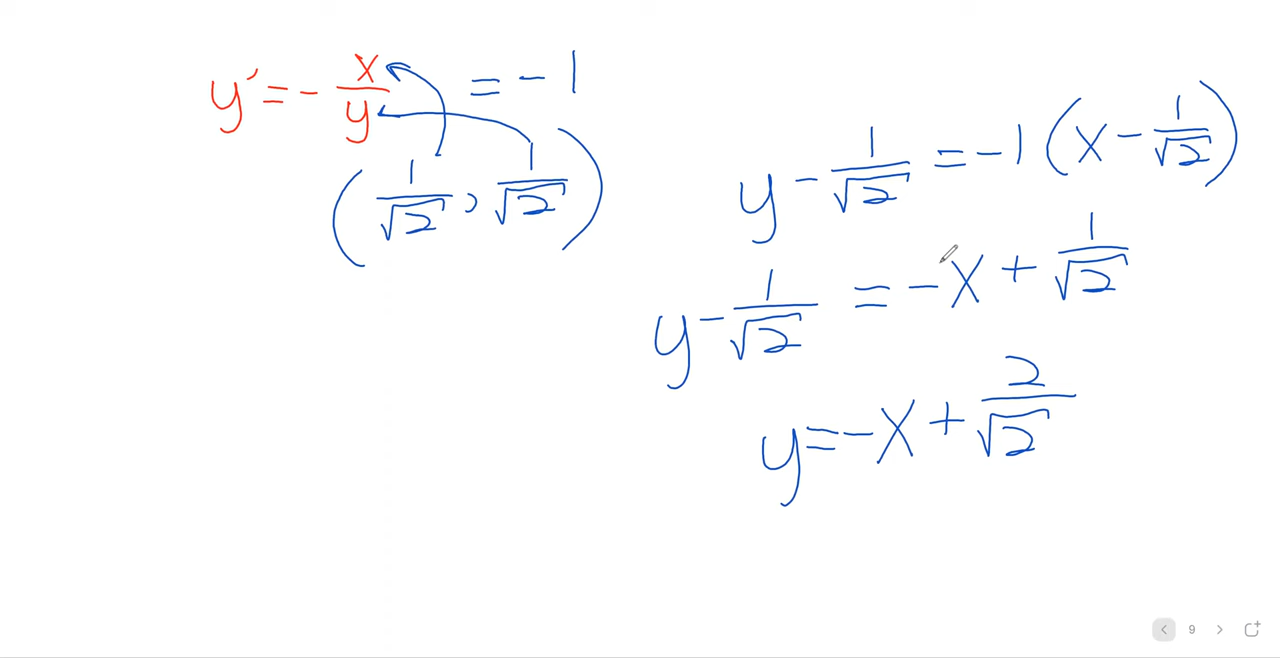 y' = - x/y = -1
(1/√2, 1/√2)
y - 1/√2 = -1 (x - 1/√2)
y - 1/√2 = -x + 1/√2
y = -x + 2/√2
9